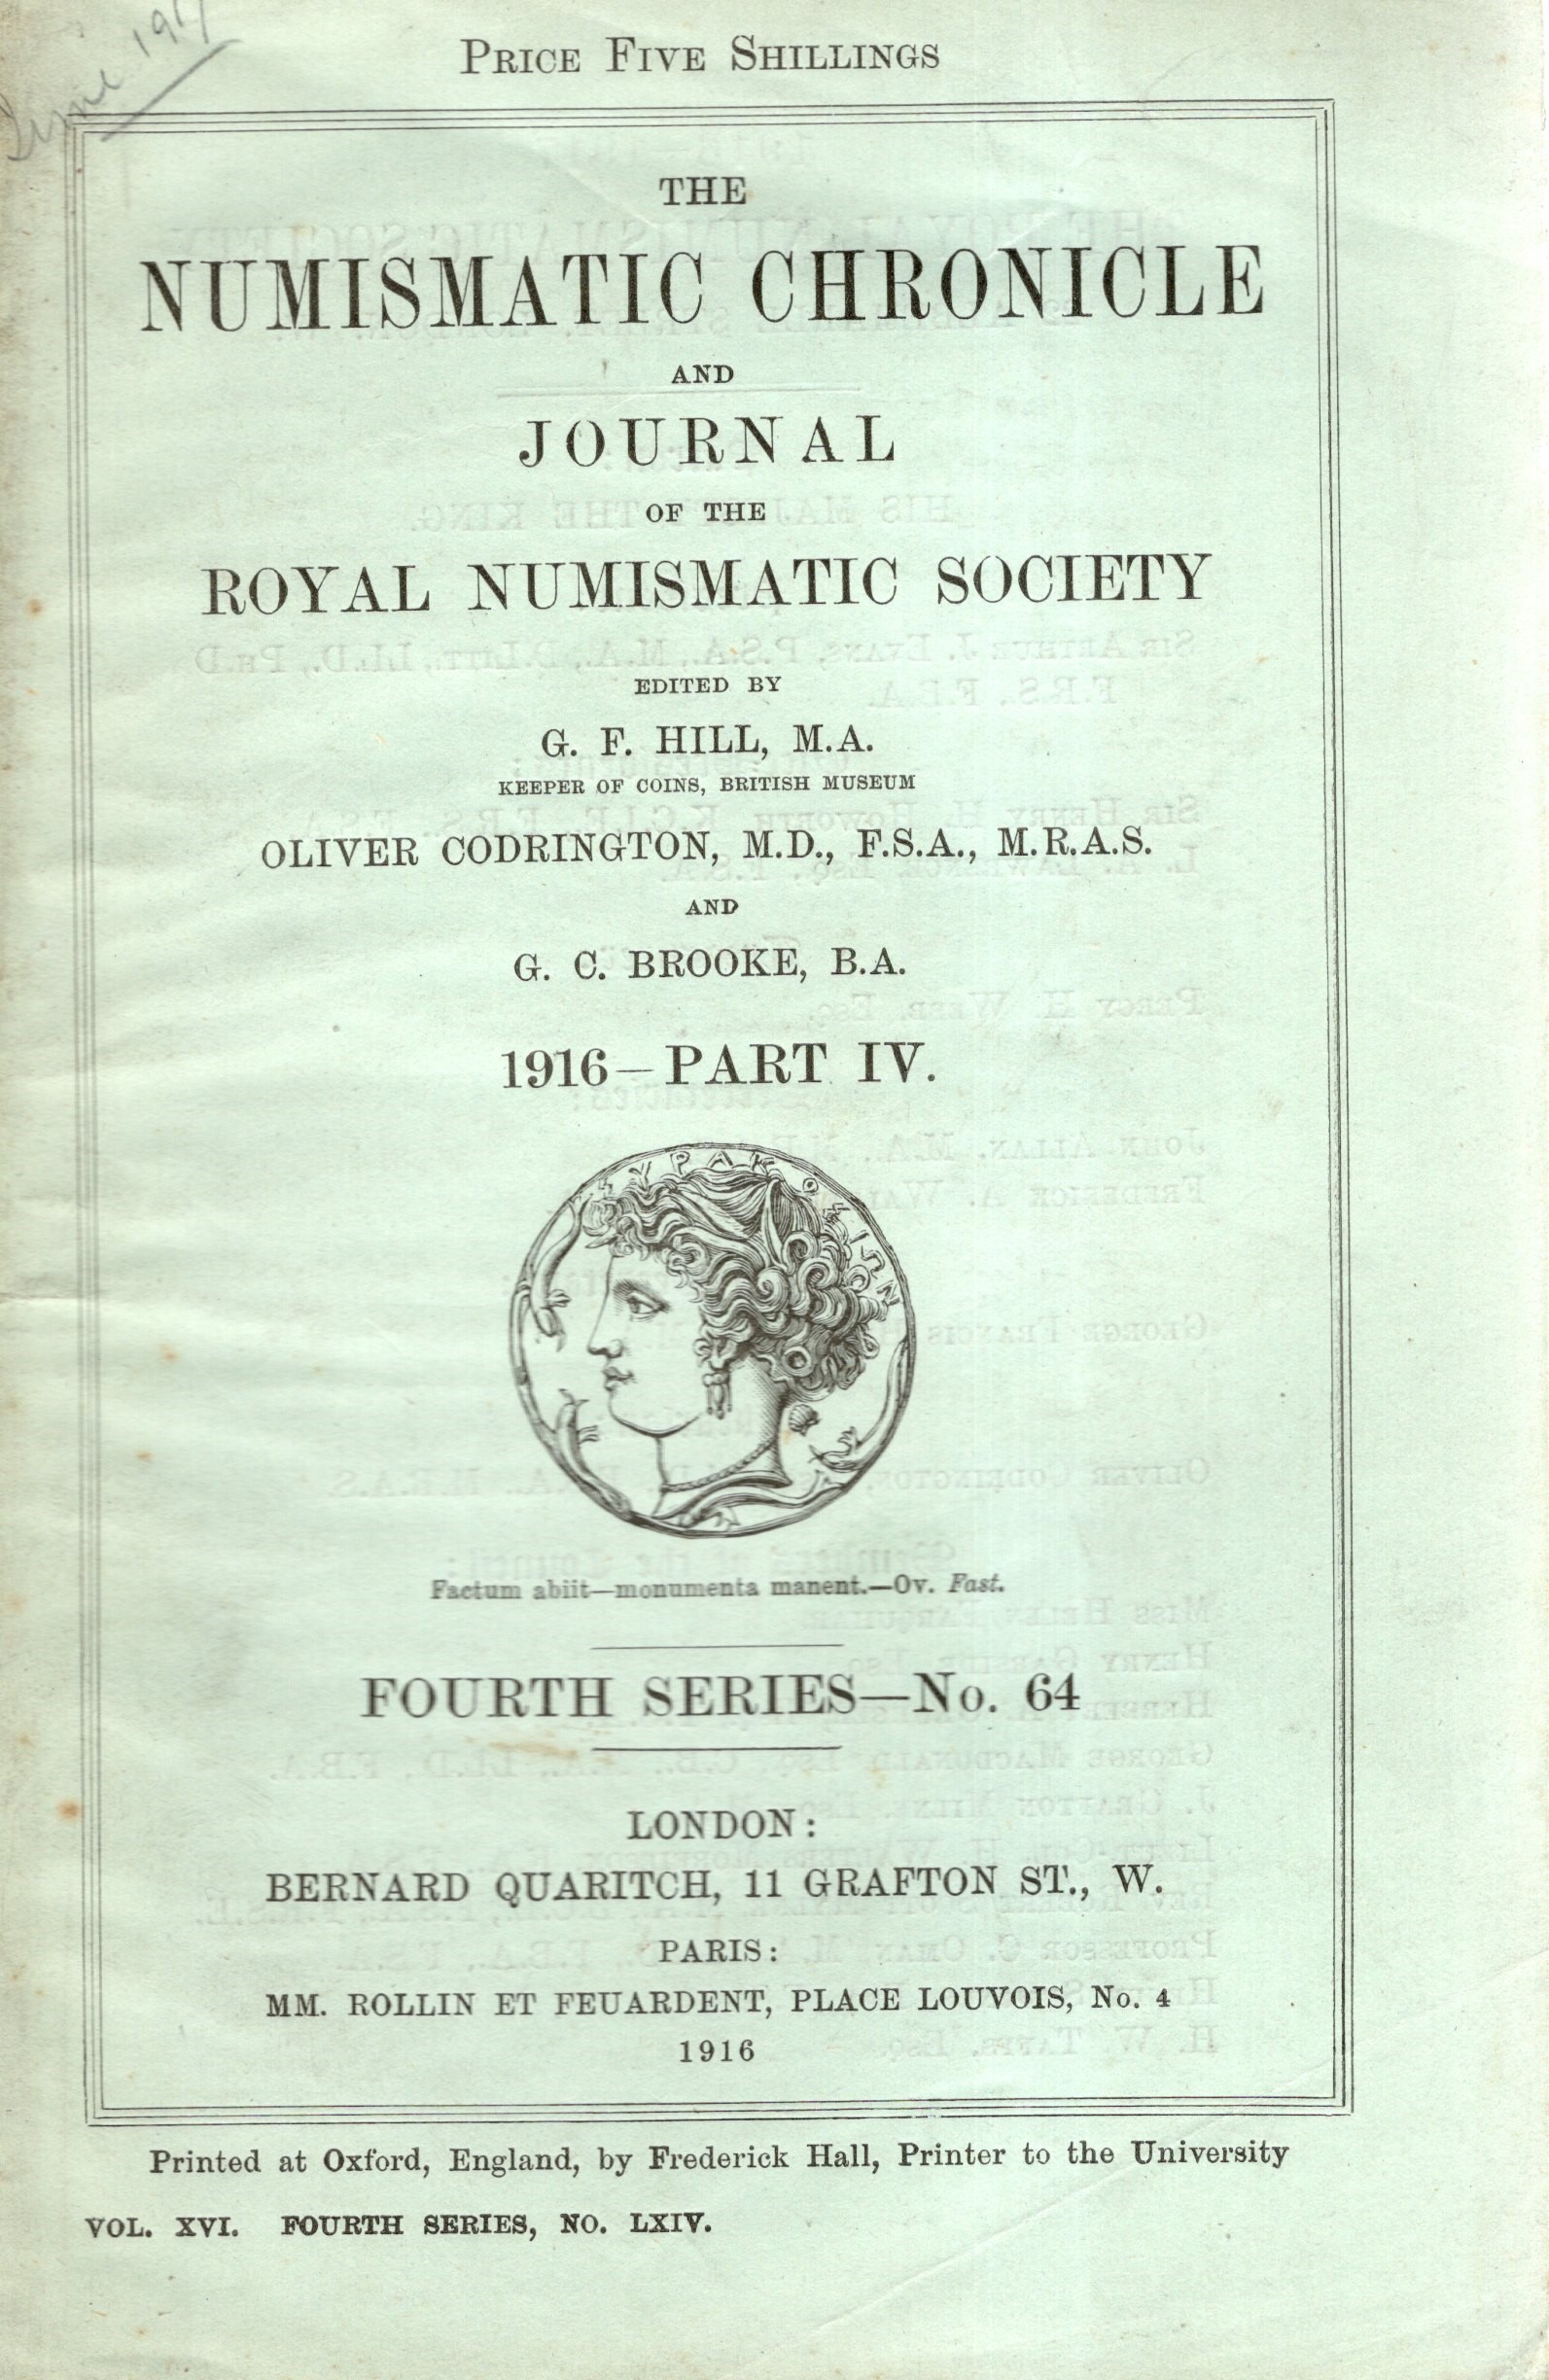 June 1917
PRICE FIVE SHILLINGS
THE
NUMISMATIC CHRONICLE
AND
JOURNAL
OF THE
ROYAL NUMISMATIC SOCIETY
EDITED BY
G. F. HILL, M.A.
KEEPER OF COINS, BRITISH MUSEUM
OLIVER CODRINGTON, M.D., F.S.A., M.R.A.S.
AND
G. C. BROOKE, B.A.
1916—PART IV.
ΣΥΡΑΚΟΣΙΩΝ
Factum abiit—monumenta manent.—Ov. Fast.
FOURTH SERIES—No. 64
LONDON:
BERNARD QUARITCH, 11 GRAFTON ST., W.
PARIS:
MM. ROLLIN ET FEUARDENT, PLACE LOUVOIS, No. 4
1916
Printed at Oxford, England, by Frederick Hall, Printer to the University
VOL. XVI. FOURTH SERIES, NO. LXIV.